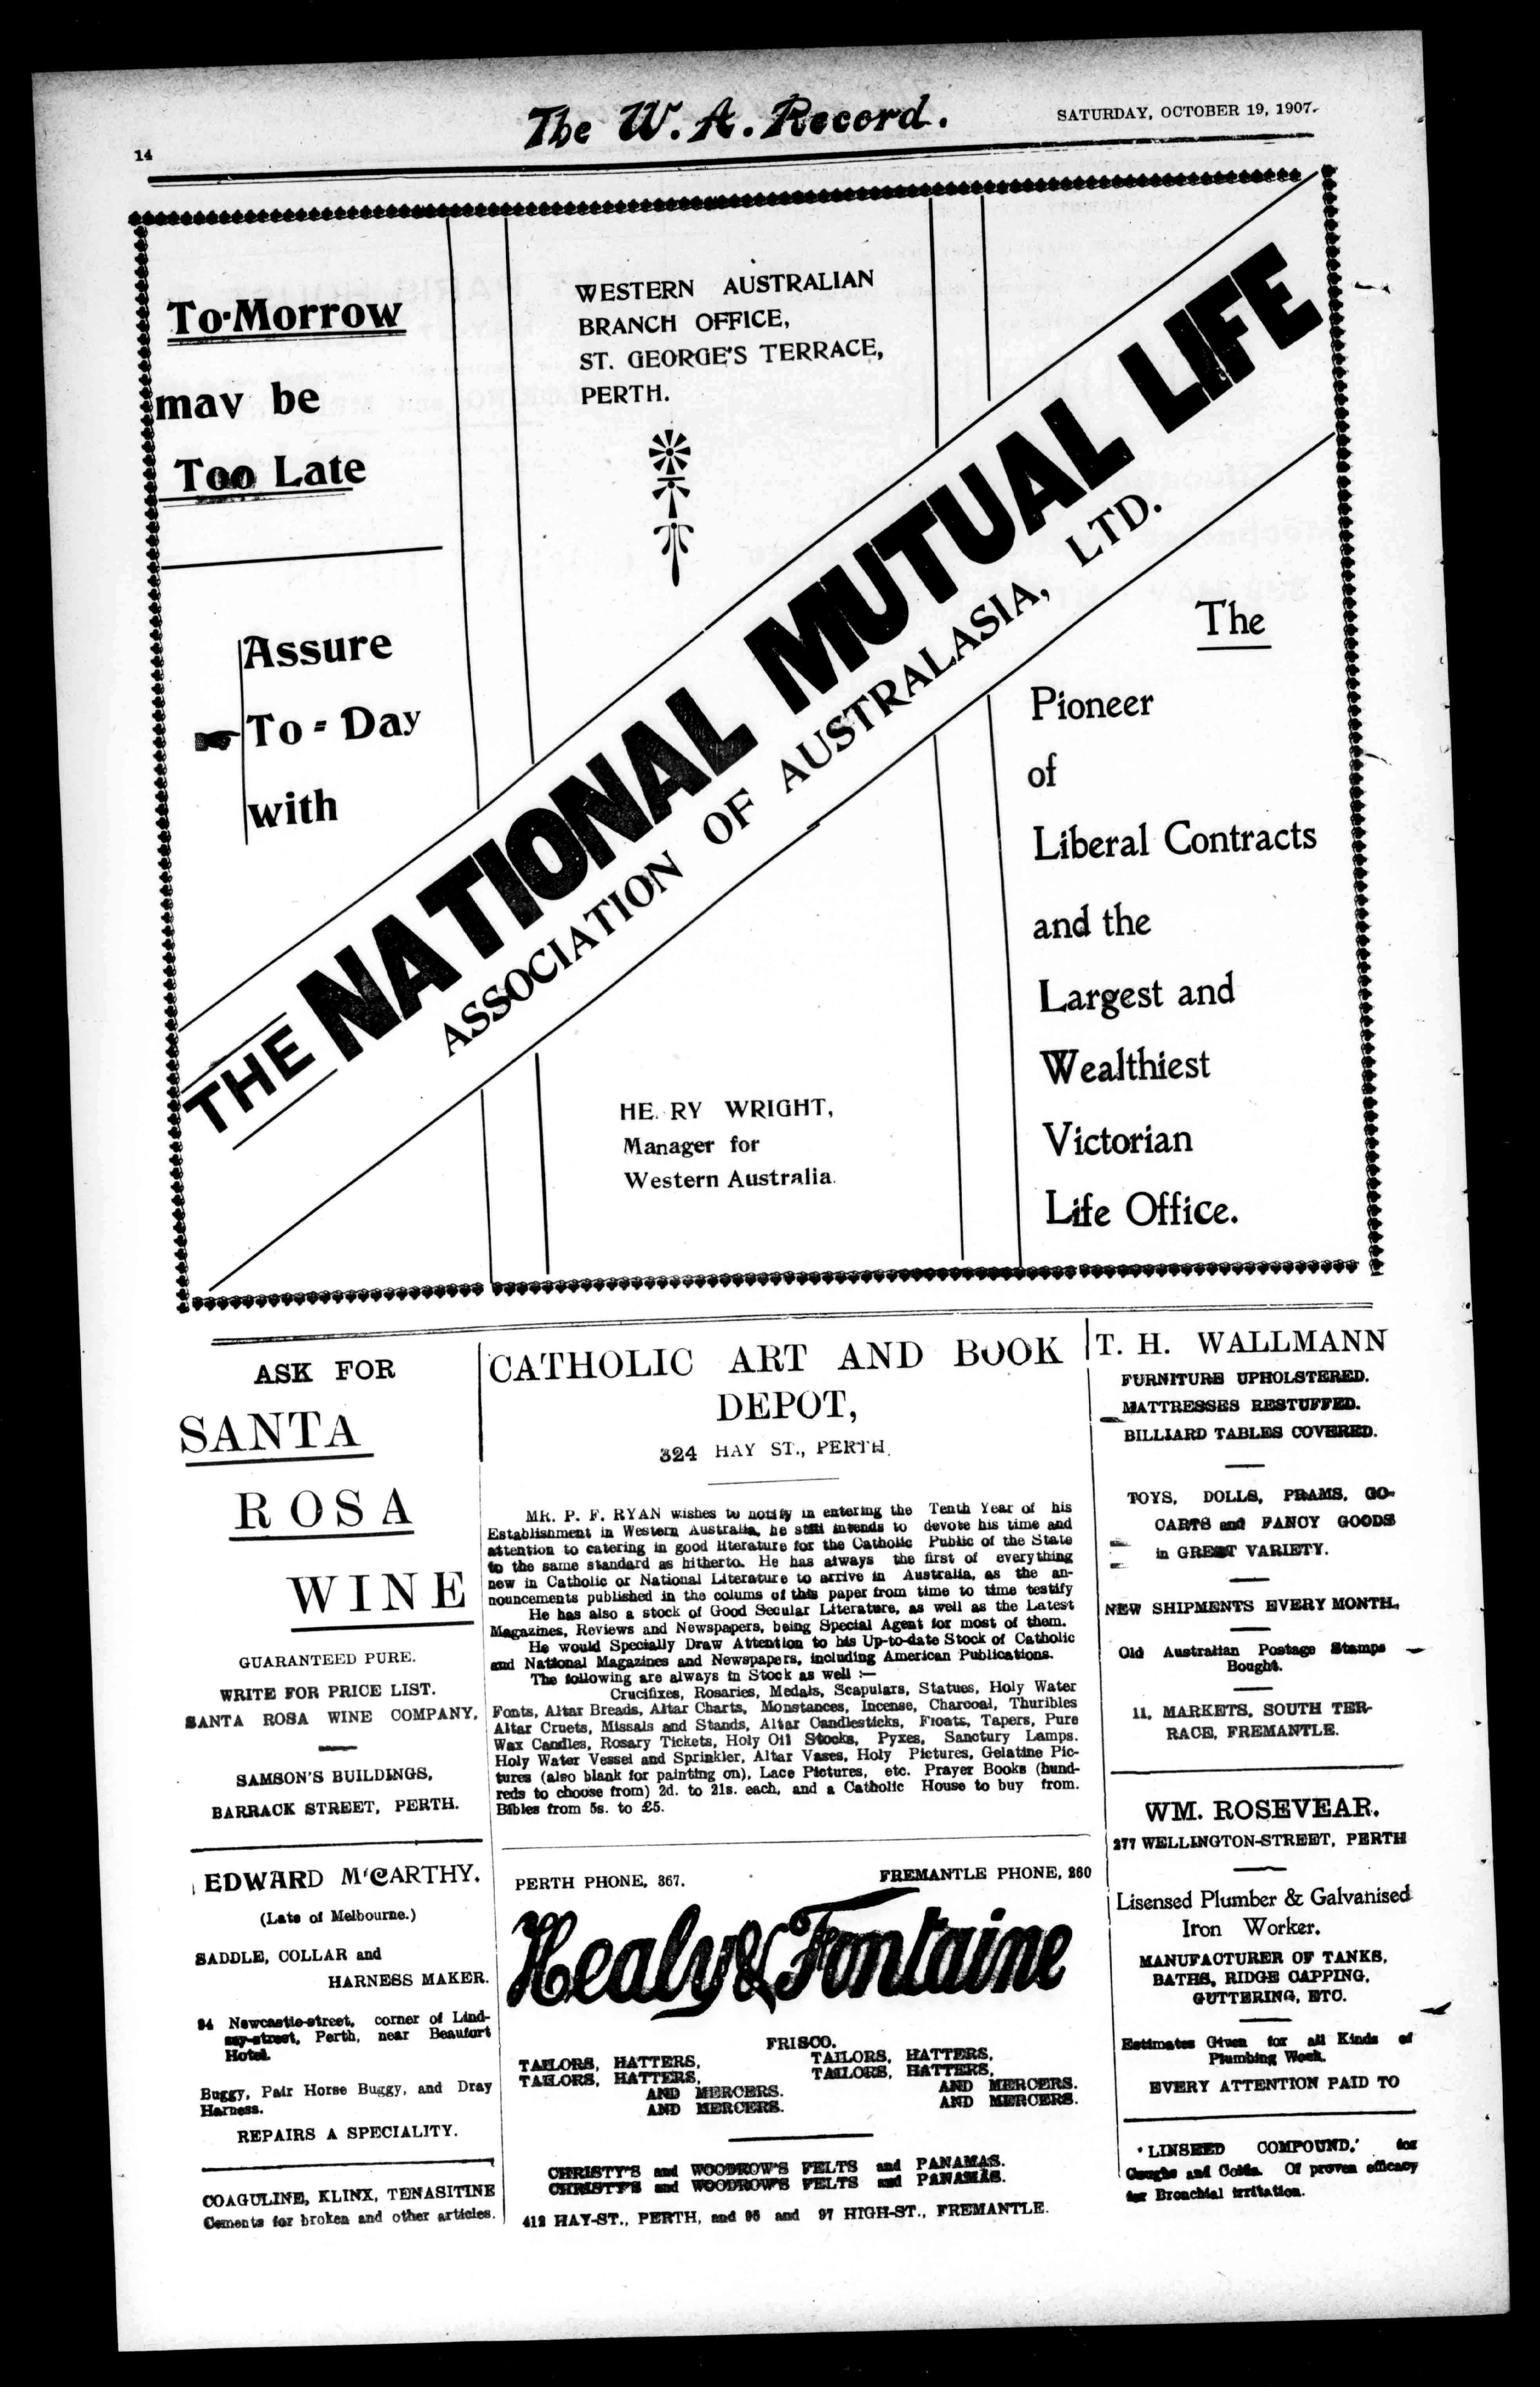 14
The W. A. Record.
SATURDAY, OCTOBER 19, 1907.
To-Morrow
may be
Too Late
Assure
To-Day
with
WESTERN AUSTRALIAN
BRANCH OFFICE,
ST. GEORGE'S TERRACE,
PERTH.
THE NATIONAL MUTUAL LIFE
ASSOCIATION OF AUSTRALASIA, LTD.
HE RY WRIGHT,
Manager for
Western Australia.
The
Pioneer
of
Liberal Contracts
and the
Largest and
Wealthiest
Victorian
Life Office.
ASK FOR
SANTA
ROSA
WINE
GUARANTEED PURE.
WRITE FOR PRICE LIST.
SANTA ROSA WINE COMPANY,
SAMSON'S BUILDINGS,
BARRACK STREET, PERTH.
EDWARD McCARTHY.
(Late of Melbourne.)
SADDLE, COLLAR and
HARNESS MAKER.
84 Newcastle-street, corner of Lind-
say-street, Perth, near Beaufort
Hotel.
Buggy, Pair Horse Buggy, and Dray
Harness.
REPAIRS A SPECIALITY.
COAGULINE, KLINX, TENASITINE
Cements for broken and other articles.
CATHOLIC ART AND BOOK
DEPOT,
324 HAY ST., PERTH.
MR. P. F. RYAN wishes to notify in entering the Tenth Year of his
Establishment in Western Australia, he still intends to devote his time and
attention to catering in good literature for the Catholic Public of the State
to the same standard as hitherto. He has always the first of everything
new in Catholic or National Literature to arrive in Australia, as the an-
nouncements published in the colums of this paper from time to time testify
He has also a stock of Good Secular Literature, as well as the Latest
Magazines, Reviews and Newspapers, being Special Agent for most of them.
He would Specially Draw Attention to his Up-to-date Stock of Catholic
and National Magazines and Newspapers, including American Publications.
The following are always in Stock as well :—
Crucifixes, Rosaries, Medals, Scapulars, Statues, Holy Water
Fonts, Altar Breads, Altar Charts, Monstances, Incense, Charcoal, Thuribles
Altar Cruets, Missals and Stands, Altar Candlesticks, Floats, Tapers, Pure
Wax Candles, Rosary Tickets, Holy Oil Stocks, Pyxes, Sanctury Lamps.
Holy Water Vessel and Sprinkler, Altar Vases, Holy Pictures, Gelatine Pic-
tures (also blank for painting on), Lace Pictures, etc. Prayer Books (hund-
reds to choose from) 2d. to 21s. each, and a Catholic House to buy from.
Bibles from 5s. to £5.
PERTH PHONE, 367.
FREMANTLE PHONE, 260
Healy & Fontaine
FRISCO.
TAILORS, HATTERS, TAILORS, HATTERS,
TAILORS, HATTERS, TAILORS, HATTERS,
AND MERCERS. AND MERCERS.
AND MERCERS. AND MERCERS.
CHRISTY'S and WOODROW'S FELTS and PANAMAS.
CHRISTY'S and WOODROW'S FELTS and PANAMAS.
412 HAY-ST., PERTH, and 95 and 97 HIGH-ST., FREMANTLE.
T. H. WALLMANN
FURNITURE UPHOLSTERED.
MATTRESSES RESTUFFED.
BILLIARD TABLES COVERED.
TOYS, DOLLS, PRAMS, GO-
CARTS and FANCY GOODS
in GREAT VARIETY.
NEW SHIPMENTS EVERY MONTH.
Old Australian Postage Stamps
Bought.
11, MARKETS, SOUTH TER-
RACE, FREMANTLE.
WM. ROSEVEAR.
277 WELLINGTON-STREET, PERTH
Lisensed Plumber & Galvanised
Iron Worker.
MANUFACTURER OF TANKS,
BATHS, RIDGE CAPPING,
GUTTERING, ETC.
Estimates Given for all Kinds of
Plumbing Work.
EVERY ATTENTION PAID TO
'LINSEED COMPOUND,' for
Coughs and Colds. Of proven efficacy
for Bronchial irritation.